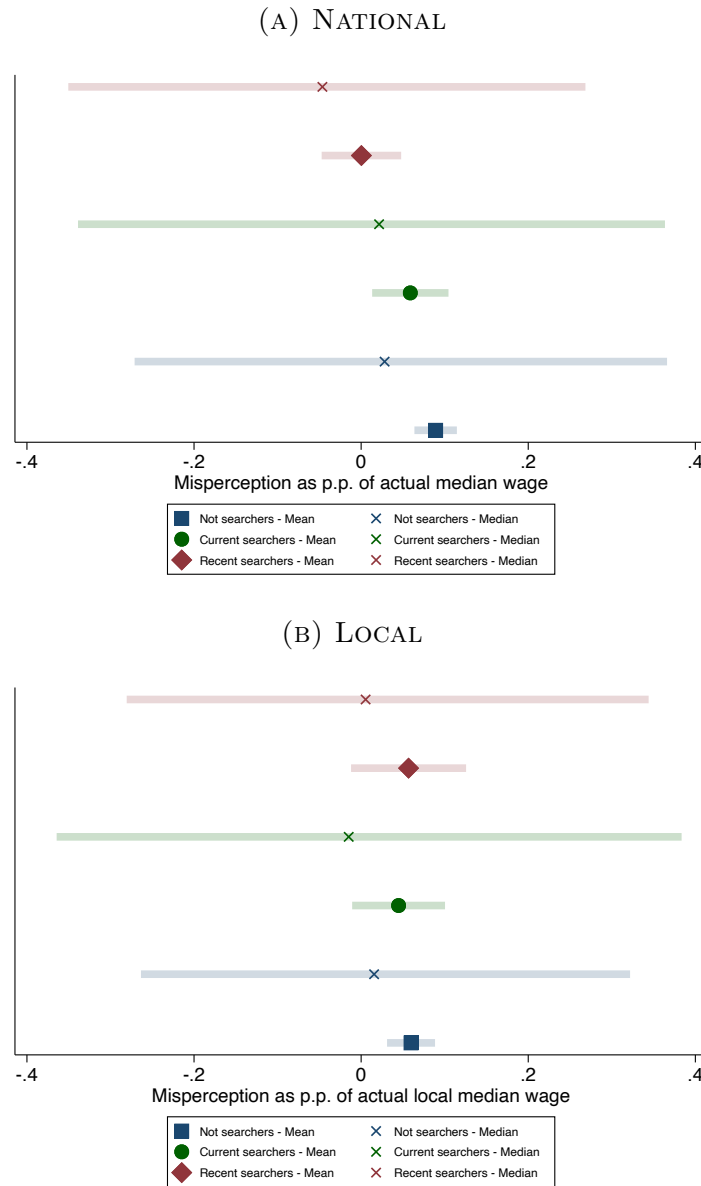 (A) NATIONAL
-.4 -.2 0 .2 .4
Misperception as p.p. of actual median wage
Not searchers - Mean Not searchers - Median
Current searchers - Mean Current searchers - Median
Recent searchers - Mean Recent searchers - Median
(B) LOCAL
-.4 -.2 0 .2 .4
Misperception as p.p. of actual local median wage
Not searchers - Mean Not searchers - Median
Current searchers - Mean Current searchers - Median
Recent searchers - Mean Recent searchers - Median